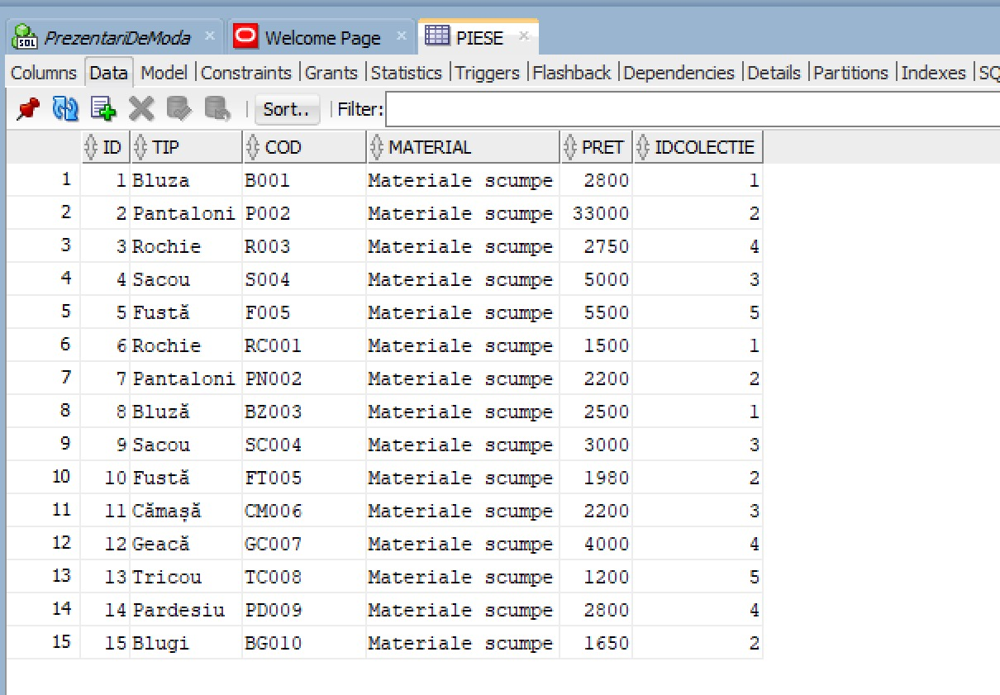 SQL PrezentariDeModa Welcome Page PIESE
Columns Data Model Constraints Grants Statistics Triggers Flashback Dependencies Details Partitions Indexes SQ
Sort.. Filter:
ID TIP COD MATERIAL PRET IDCOLECTIE
1 1 Bluza B001 Materiale scumpe 2800 1
2 2 Pantaloni P002 Materiale scumpe 33000 2
3 3 Rochie R003 Materiale scumpe 2750 4
4 4 Sacou S004 Materiale scumpe 5000 3
5 5 Fustă F005 Materiale scumpe 5500 5
6 6 Rochie RC001 Materiale scumpe 1500 1
7 7 Pantaloni PN002 Materiale scumpe 2200 2
8 8 Bluză BZ003 Materiale scumpe 2500 1
9 9 Sacou SC004 Materiale scumpe 3000 3
10 10 Fustă FT005 Materiale scumpe 1980 2
11 11 Cămașă CM006 Materiale scumpe 2200 3
12 12 Geacă GC007 Materiale scumpe 4000 4
13 13 Tricou TC008 Materiale scumpe 1200 5
14 14 Pardesiu PD009 Materiale scumpe 2800 4
15 15 Blugi BG010 Materiale scumpe 1650 2